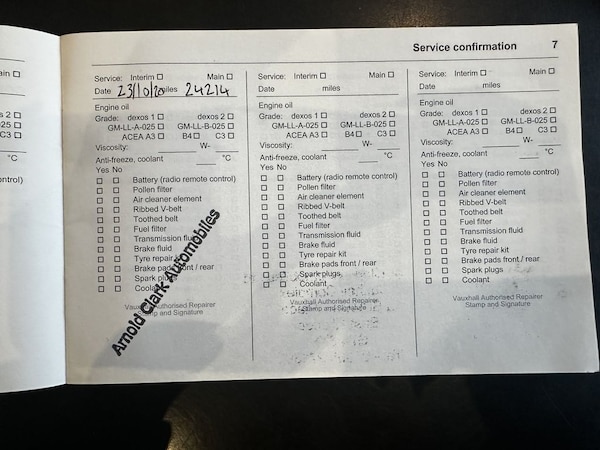 Service confirmation 7
ain ☐
s 2 ☐
025 ☐
C3 ☐
°C
ntrol)
Service: Interim ☐ Main ☐
Date 23/10/20 miles 24214
Engine oil
Grade: dexos 1 ☐ dexos 2 ☐
GM-LL-A-025 ☐ GM-LL-B-025 ☐
ACEA A3 ☐ B4 ☐ C3 ☐
Viscosity: W-
Anti-freeze, coolant °C
Yes No
☐ ☐ Battery (radio remote control)
☐ ☐ Pollen filter
☐ ☐ Air cleaner element
☐ ☐ Ribbed V-belt
☐ ☐ Toothed belt
☐ ☐ Fuel filter
☐ ☐ Transmission fluid
☐ ☐ Brake fluid
☐ ☐ Tyre repair kit
☐ ☐ Brake pads front / rear
☐ ☐ Spark plugs
☐ ☐ Coolant
Vauxhall Authorised Repairer
Stamp and Signature
Arnold Clark Automobiles
Service: Interim ☐ Main ☐
Date miles
Engine oil
Grade: dexos 1 ☐ dexos 2 ☐
GM-LL-A-025 ☐ GM-LL-B-025 ☐
ACEA A3 ☐ B4 ☐ C3 ☐
Viscosity: W-
Anti-freeze, coolant °C
Yes No
☐ ☐ Battery (radio remote control)
☐ ☐ Pollen filter
☐ ☐ Air cleaner element
☐ ☐ Ribbed V-belt
☐ ☐ Toothed belt
☐ ☐ Fuel filter
☐ ☐ Transmission fluid
☐ ☐ Brake fluid
☐ ☐ Tyre repair kit
☐ ☐ Brake pads front / rear
☐ ☐ Spark plugs
☐ ☐ Coolant
Vauxhall Authorised Repairer
Stamp and Signature
Service: Interim ☐ Main ☐
Date miles
Engine oil
Grade: dexos 1 ☐ dexos 2 ☐
GM-LL-A-025 ☐ GM-LL-B-025 ☐
ACEA A3 ☐ B4 ☐ C3 ☐
Viscosity: W-
Anti-freeze, coolant °C
Yes No
☐ ☐ Battery (radio remote control)
☐ ☐ Pollen filter
☐ ☐ Air cleaner element
☐ ☐ Ribbed V-belt
☐ ☐ Toothed belt
☐ ☐ Fuel filter
☐ ☐ Transmission fluid
☐ ☐ Brake fluid
☐ ☐ Tyre repair kit
☐ ☐ Brake pads front / rear
☐ ☐ Spark plugs
☐ ☐ Coolant
Vauxhall Authorised Repairer
Stamp and Signature